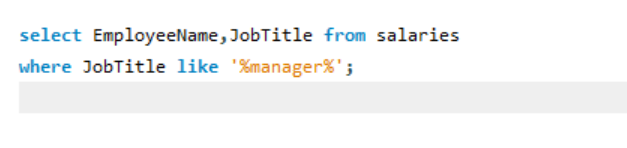 select EmployeeName,JobTitle from salaries
where JobTitle like '%manager%';